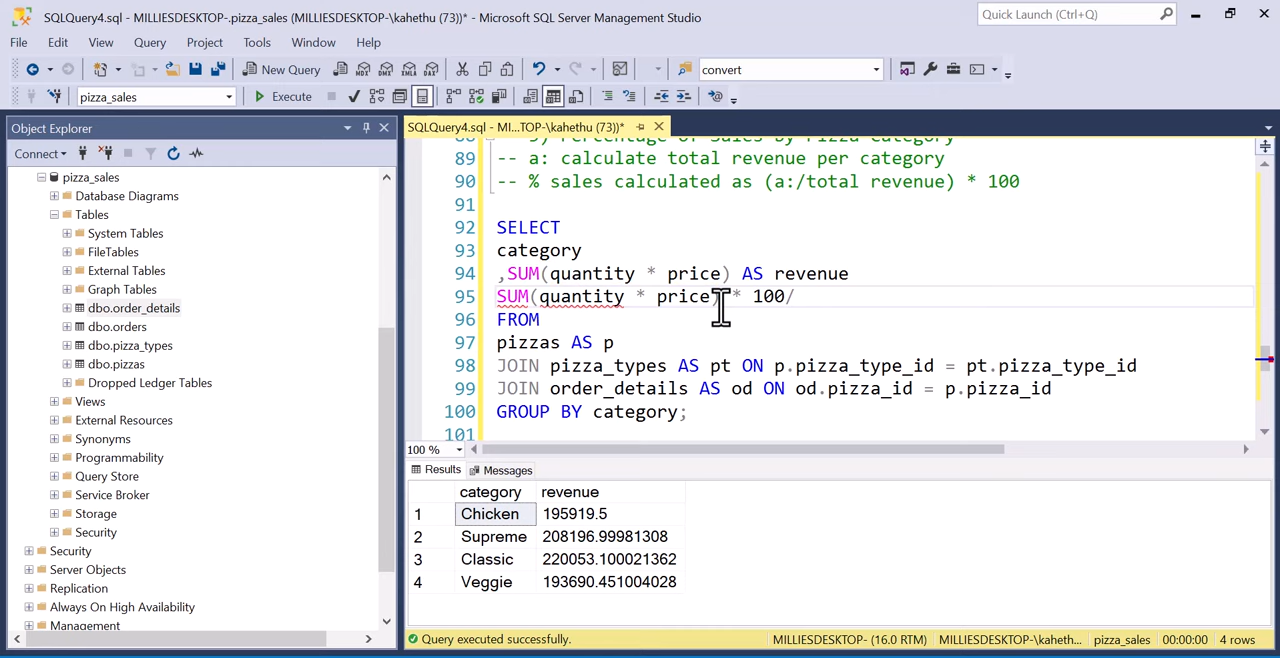 SQLQuery4.sql - MILLIESDESKTOP-.pizza_sales (MILLIESDESKTOP-\kahethu (73))* - Microsoft SQL Server Management Studio
Quick Launch (Ctrl+Q)
File Edit View Query Project Tools Window Help
New Query MDX DMX XMLA DAX convert
pizza_sales Execute
Object Explorer
SQLQuery4.sql - MI...TOP-\kahethu (73))*
Connect
pizza_sales
Database Diagrams
Tables
System Tables
FileTables
External Tables
Graph Tables
dbo.order_details
dbo.orders
dbo.pizza_types
dbo.pizzas
Dropped Ledger Tables
Views
External Resources
Synonyms
Programmability
Query Store
Service Broker
Storage
Security
Security
Server Objects
Replication
Always On High Availability
Management
89 -- a: calculate total revenue per category
90 -- % sales calculated as (a:/total revenue) * 100
91
92 SELECT
93 category
94 ,SUM(quantity * price) AS revenue
95 SUM(quantity * price) * 100/
96 FROM
97 pizzas AS p
98 JOIN pizza_types AS pt ON p.pizza_type_id = pt.pizza_type_id
99 JOIN order_details AS od ON od.pizza_id = p.pizza_id
100 GROUP BY category;
101
100 %
Results Messages
category revenue
1 Chicken 195919.5
2 Supreme 208196.99981308
3 Classic 220053.100021362
4 Veggie 193690.451004028
Query executed successfully. MILLIESDESKTOP- (16.0 RTM) MILLIESDESKTOP-\kaheth... pizza_sales 00:00:00 4 rows